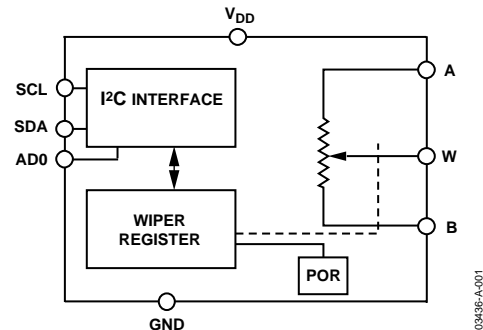 VDD
A
SCL
I2C INTERFACE
SDA
AD0
W
WIPER
REGISTER
B
POR
GND
03436-A-001